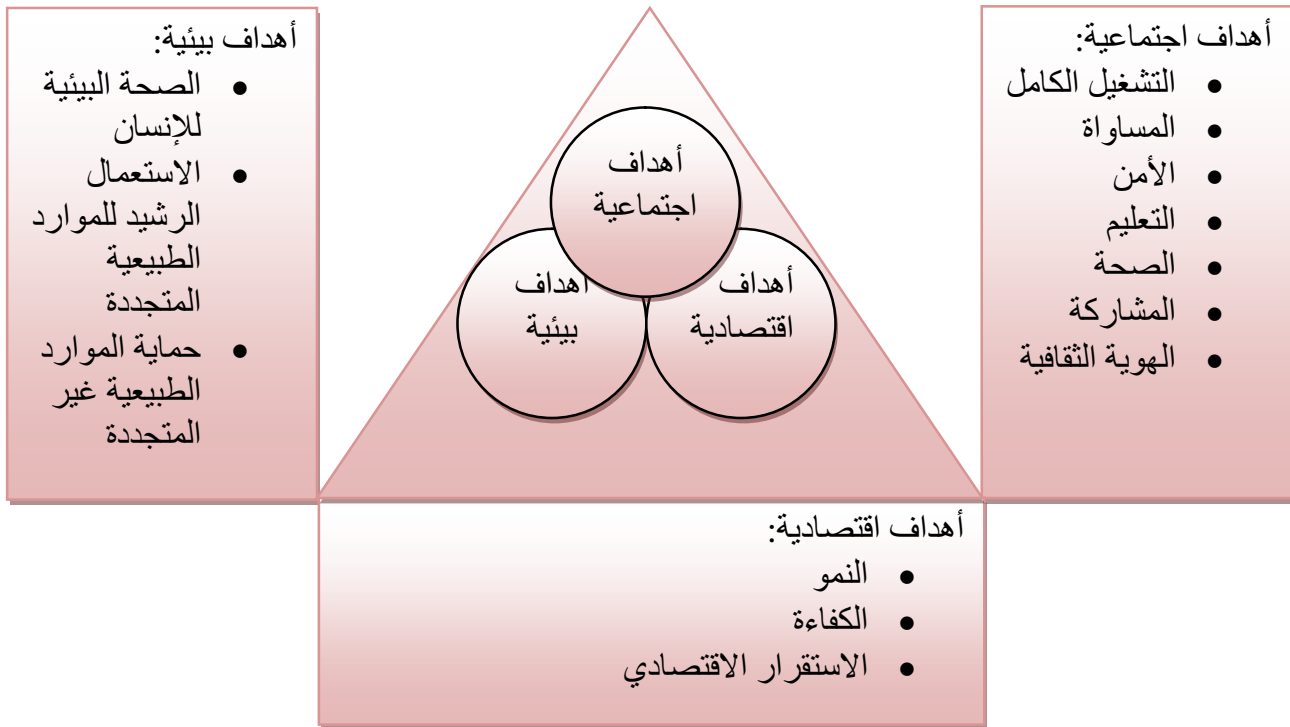 أهداف اجتماعية:
• التشغيل الكامل
• المساواة
• الأمن
• التعليم
• الصحة
• المشاركة
• الهوية الثقافية
أهداف
اجتماعية
أهداف
اقتصادية
أهداف
بيئية
أهداف بيئية:
• الصحة البيئية
للإنسان
• الاستعمال
الرشيد للموارد
الطبيعية
المتجددة
• حماية الموارد
الطبيعية غير
المتجددة
أهداف اقتصادية:
• النمو
• الكفاءة
• الاستقرار الاقتصادي